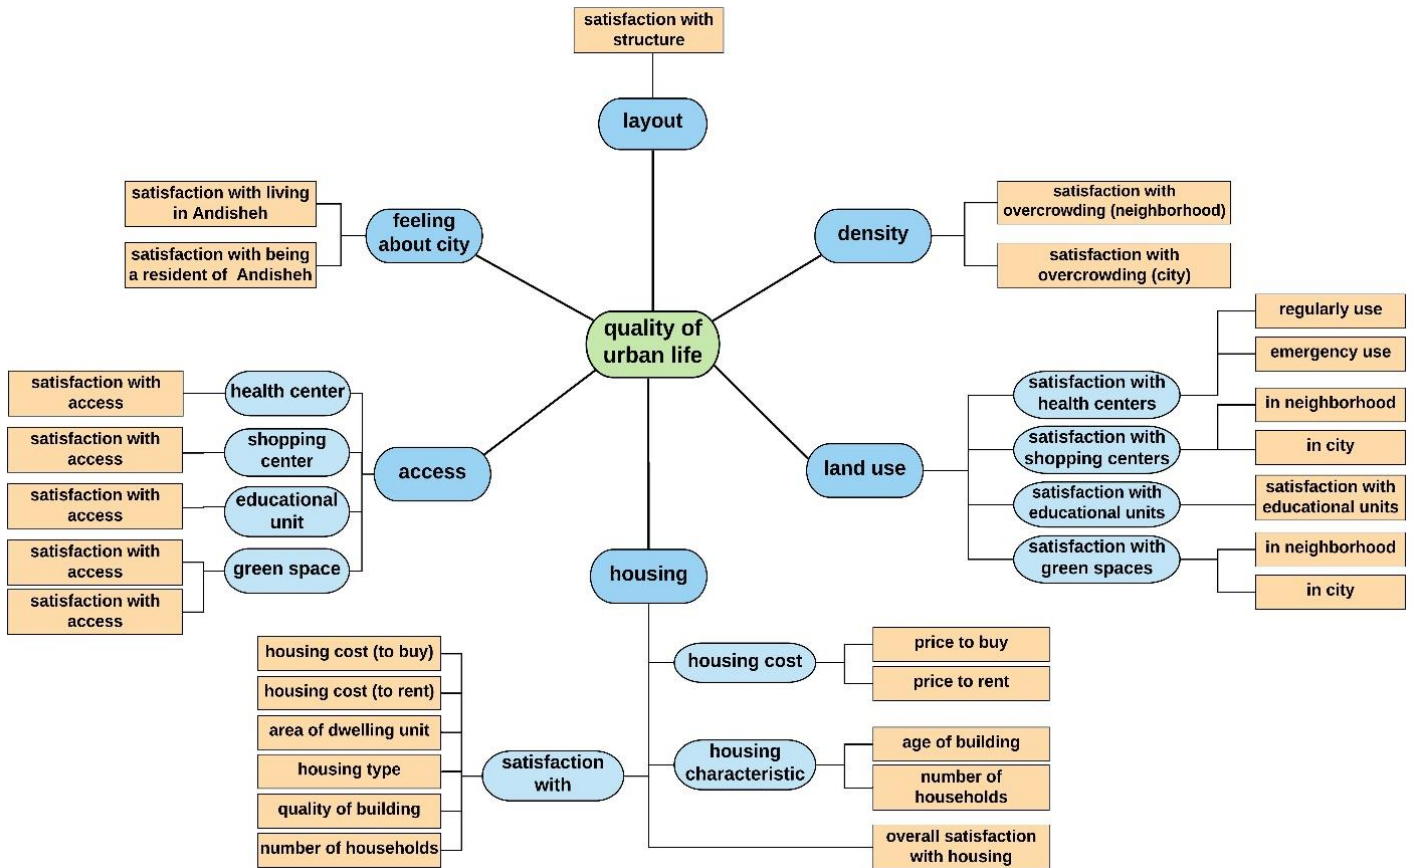 satisfaction with
structure
layout
satisfaction with living
in Andisheh
satisfaction with being
a resident of Andisheh
feeling
about city
density
satisfaction with
overcrowding (neighborhood)
satisfaction with
overcrowding (city)
quality of
urban life
satisfaction with
access
satisfaction with
access
satisfaction with
access
satisfaction with
access
satisfaction with
access
health center
shopping
center
educational
unit
green space
access
land use
satisfaction with
health centers
satisfaction with
shopping centers
satisfaction with
educational units
satisfaction with
green spaces
regularly use
emergency use
in neighborhood
in city
satisfaction with
educational units
in neighborhood
in city
housing
housing cost (to buy)
housing cost (to rent)
area of dwelling unit
housing type
quality of building
number of households
satisfaction
with
housing cost
price to buy
price to rent
housing
characteristic
age of building
number of
households
overall satisfaction
with housing